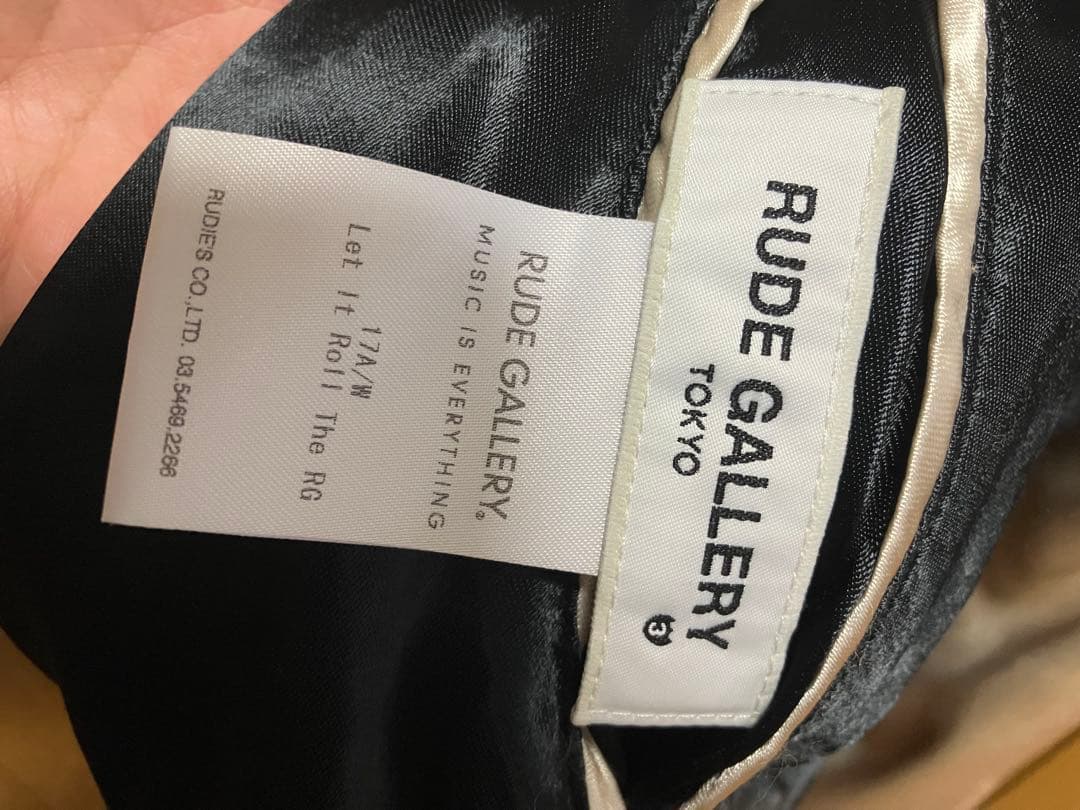 RUDE GALLERY
TOKYO
3
RUDE GALLERY.
MUSIC IS EVERYTHING
17A/W
Let It Roll The RG
RUDIE'S CO.,LTD. 03.5469.2266